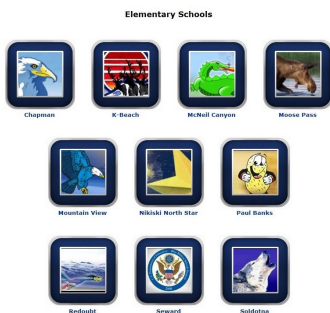 Elementary Schools
Chapman K-Beach McNeil Canyon Moose Pass
Mountain View Nikiski North Star Paul Banks
Redoubt Seward Soldotna